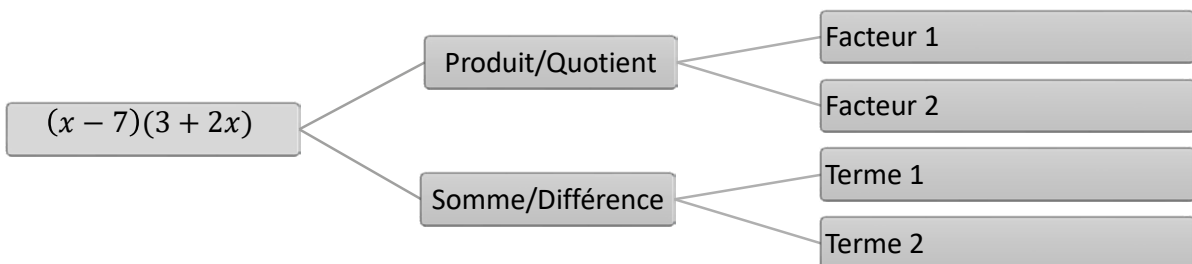 (x − 7)(3 + 2x)
Produit/Quotient
Facteur 1
Facteur 2
Somme/Différence
Terme 1
Terme 2